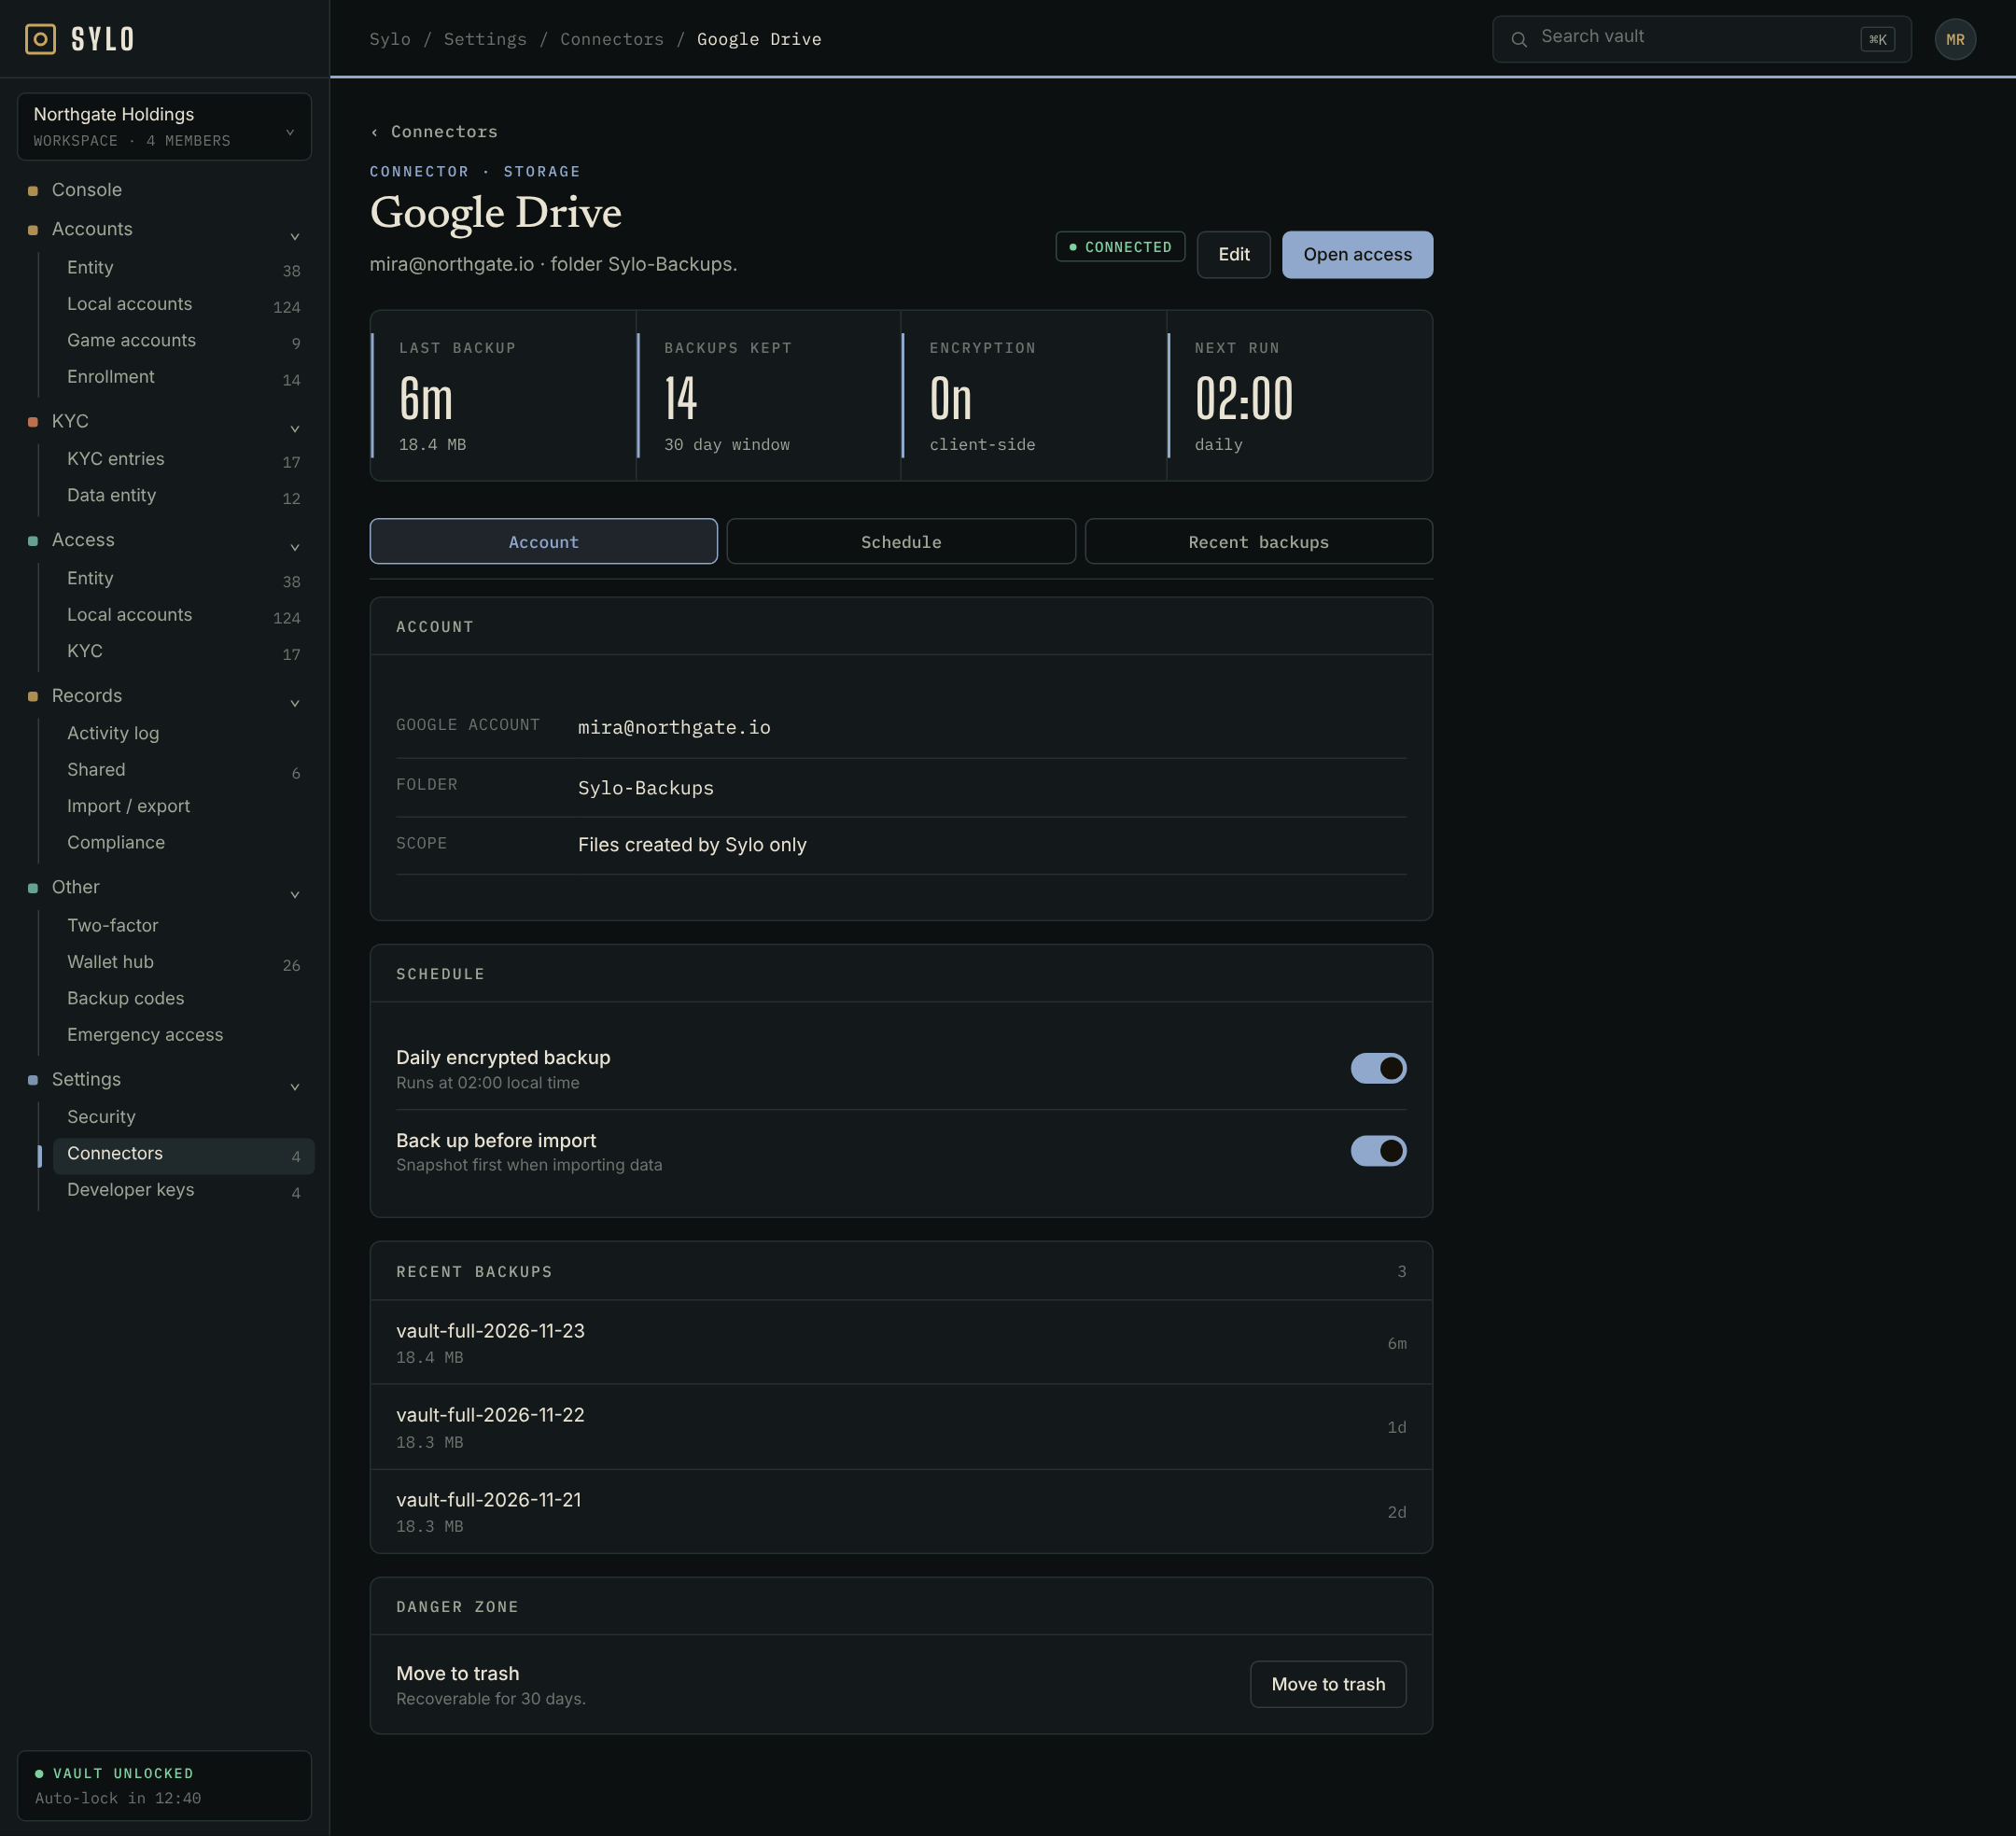 SYLO
Northgate Holdings
WORKSPACE · 4 MEMBERS
Console
Accounts
Entity 38
Local accounts 124
Game accounts 9
Enrollment 14
KYC
KYC entries 17
Data entity 12
Access
Entity 38
Local accounts 124
KYC 17
Records
Activity log
Shared 6
Import / export
Compliance
Other
Two-factor
Wallet hub 26
Backup codes
Emergency access
Settings
Security
Connectors 4
Developer keys 4
VAULT UNLOCKED
Auto-lock in 12:40
Sylo / Settings / Connectors / Google Drive
Search vault ⌘K
MR
‹ Connectors
CONNECTOR · STORAGE
Google Drive
mira@northgate.io · folder Sylo-Backups.
CONNECTED
Edit
Open access
LAST BACKUP
6m
18.4 MB
BACKUPS KEPT
14
30 day window
ENCRYPTION
On
client-side
NEXT RUN
02:00
daily
Account
Schedule
Recent backups
ACCOUNT
GOOGLE ACCOUNT mira@northgate.io
FOLDER Sylo-Backups
SCOPE Files created by Sylo only
SCHEDULE
Daily encrypted backup
Runs at 02:00 local time
Back up before import
Snapshot first when importing data
RECENT BACKUPS 3
vault-full-2026-11-23
18.4 MB
6m
vault-full-2026-11-22
18.3 MB
1d
vault-full-2026-11-21
18.3 MB
2d
DANGER ZONE
Move to trash
Recoverable for 30 days.
Move to trash